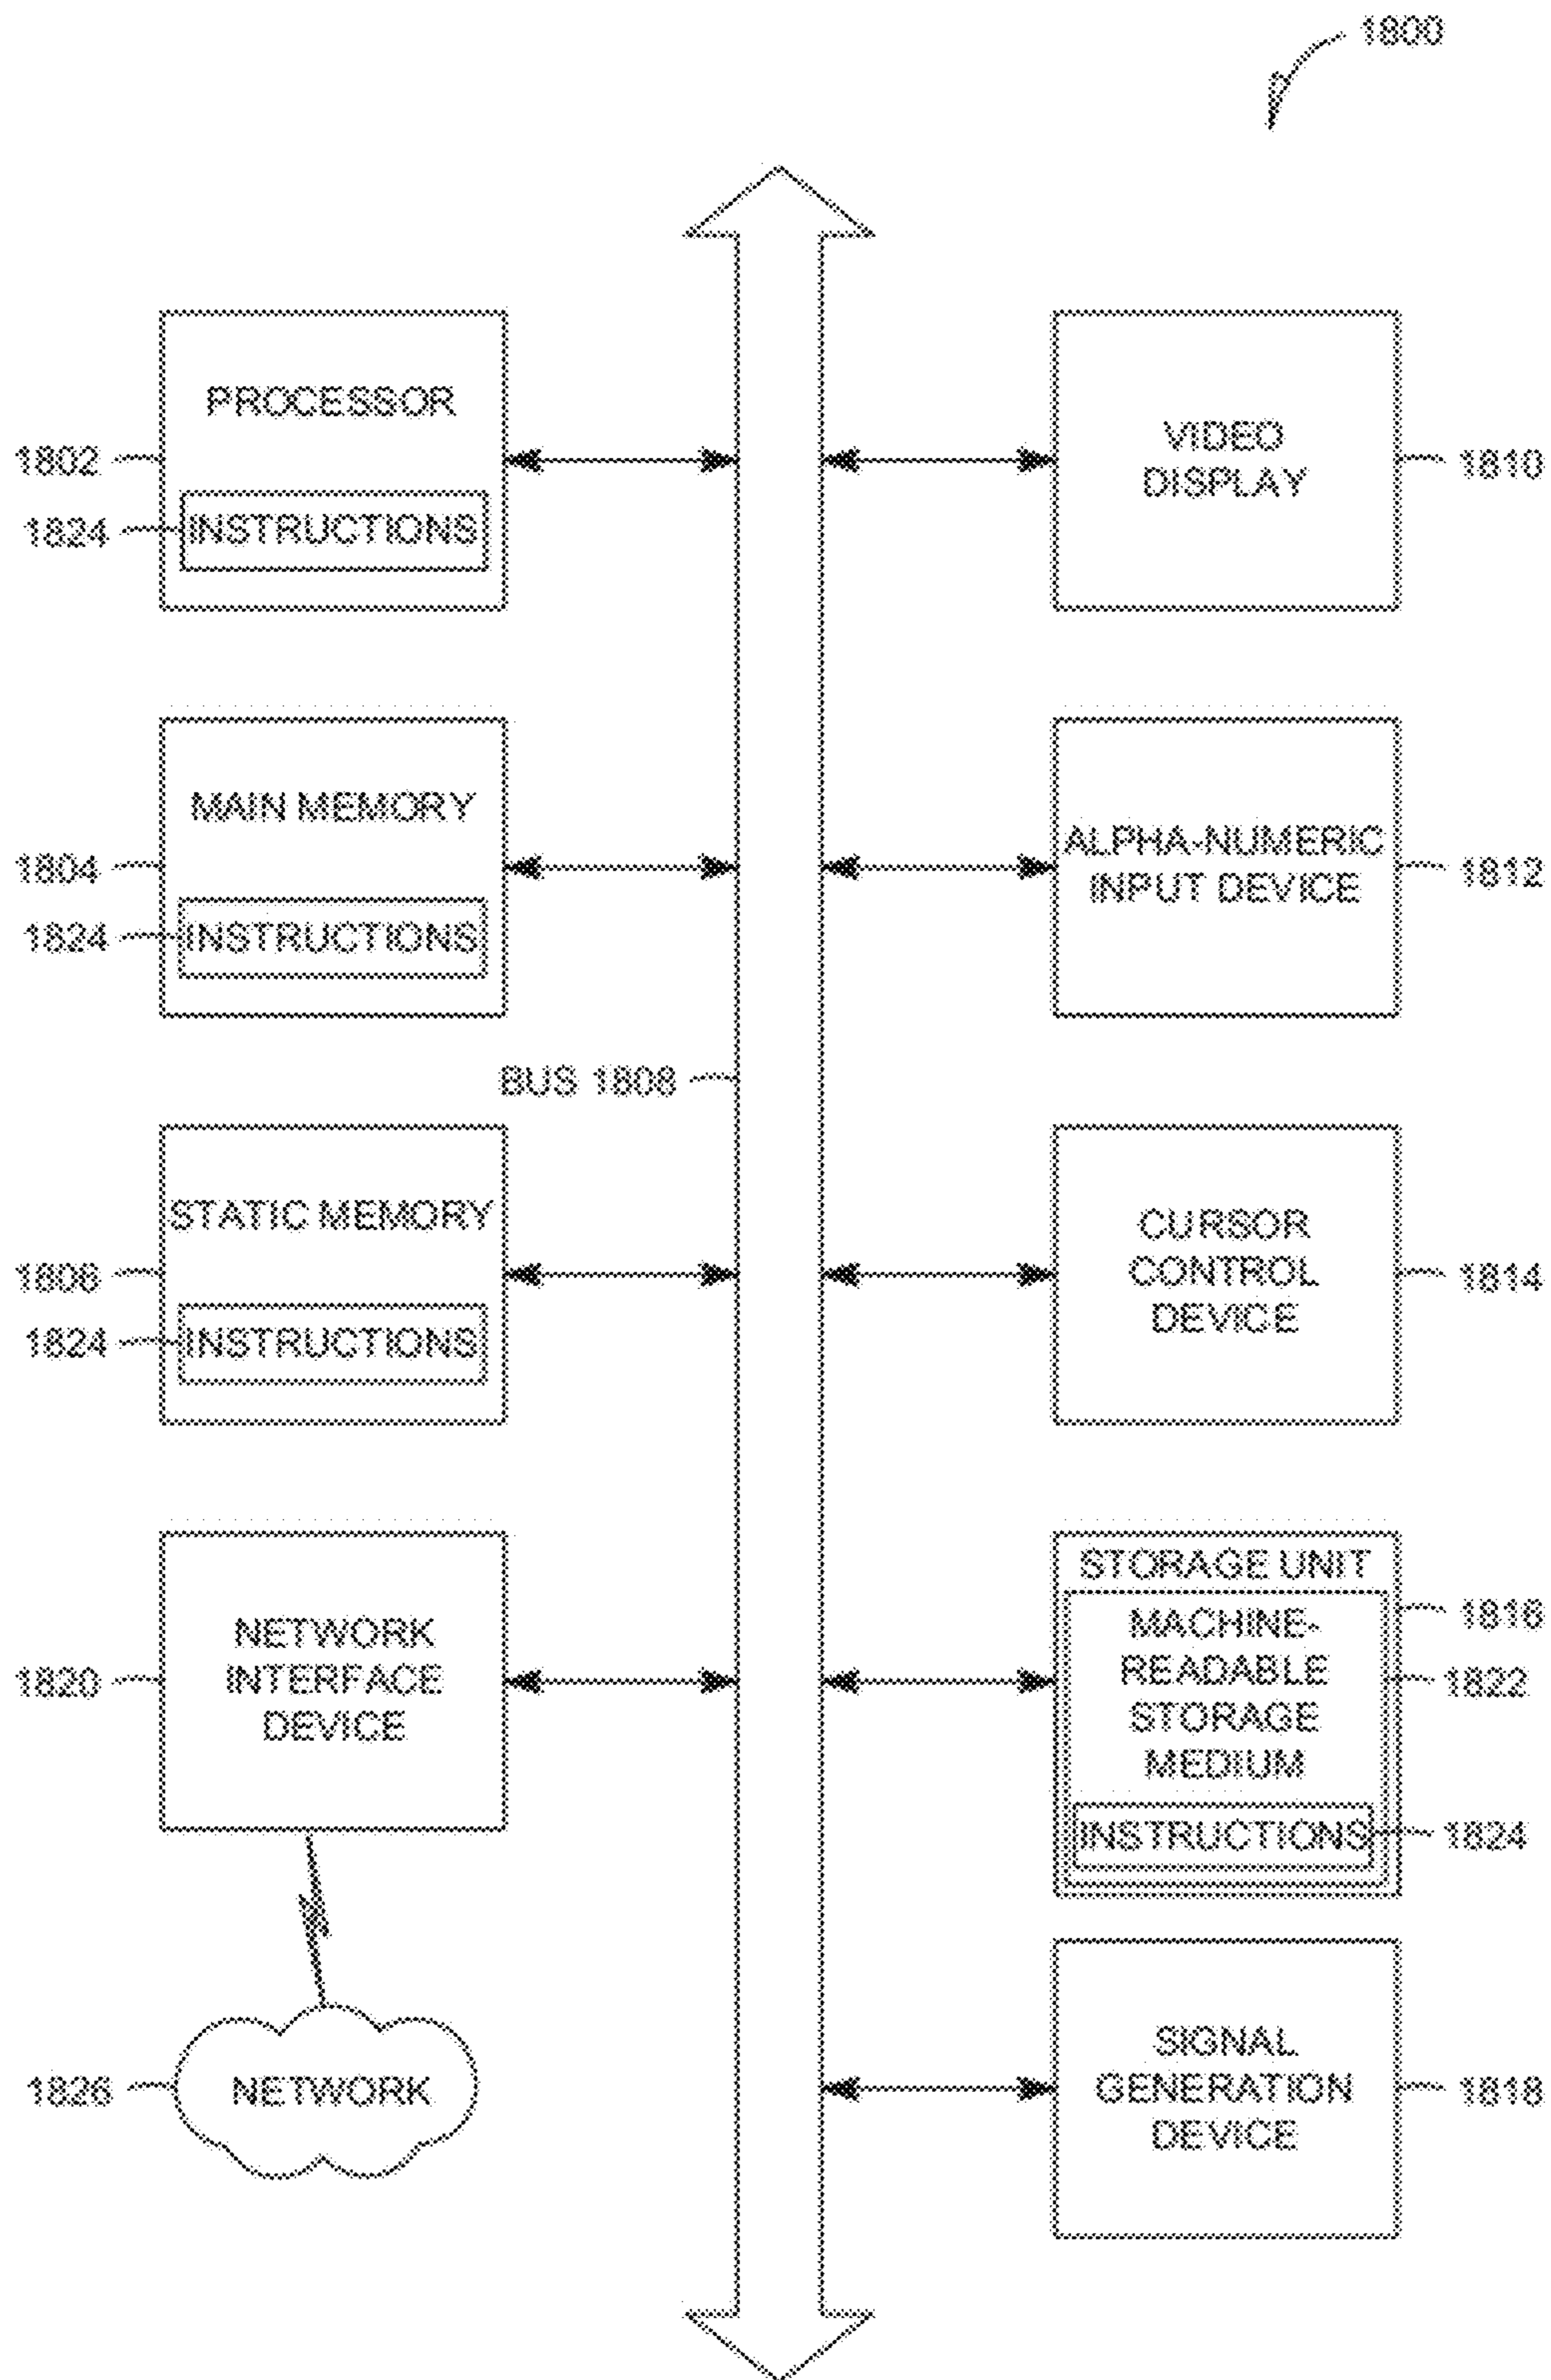 1800
PROCESSOR
1802
1824
INSTRUCTIONS
VIDEO
DISPLAY
1810
MAIN MEMORY
1804
1824
INSTRUCTIONS
ALPHA-NUMERIC
INPUT DEVICE
1812
BUS 1808
STATIC MEMORY
1806
1824
INSTRUCTIONS
CURSOR
CONTROL
DEVICE
1814
NETWORK
INTERFACE
DEVICE
1820
STORAGE UNIT
1816
MACHINE-
READABLE
STORAGE
MEDIUM
1822
INSTRUCTIONS
1824
1826
NETWORK
SIGNAL
GENERATION
DEVICE
1818